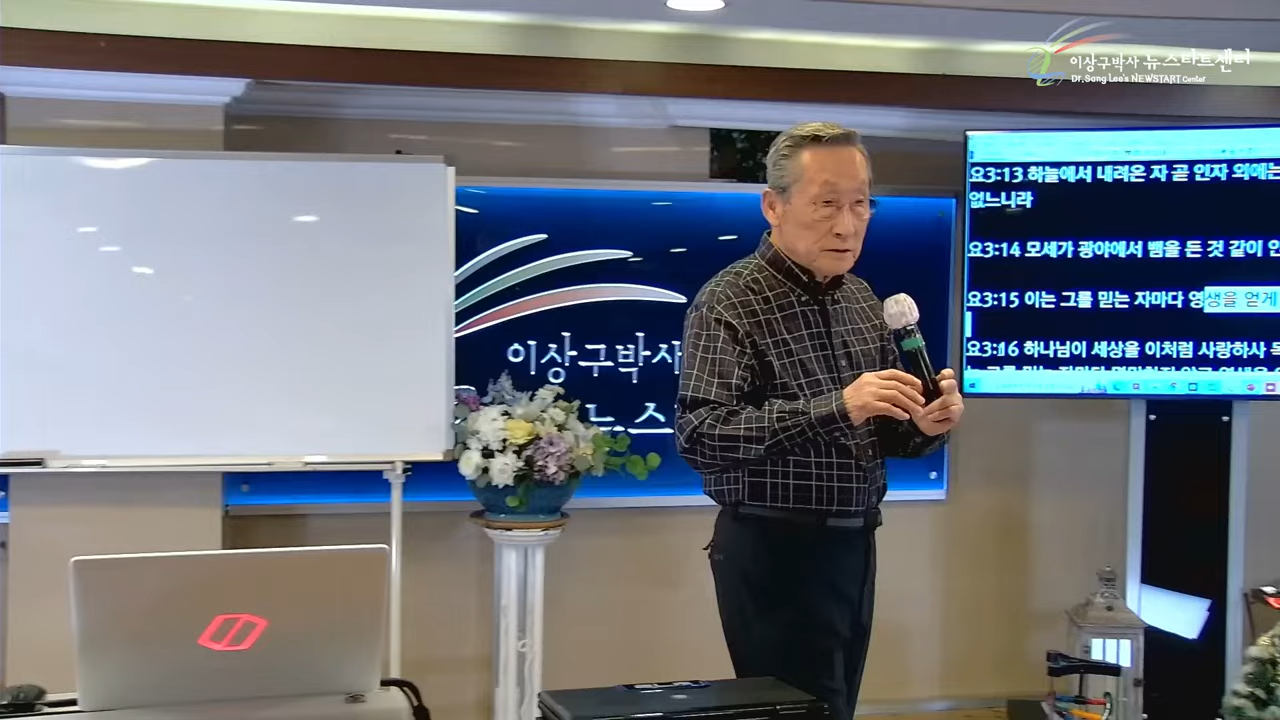 이상구박사 뉴스타트센터
Dr. Sang Lee's NEWSTART Center
요3:13 하늘에서 내려온 자 곧 인자 외에는
없느니라
요3:14 모세가 광야에서 뱀을 든 것 같이 인
요3:15 이는 그를 믿는 자마다 영생을 얻게
요3:16 하나님이 세상을 이처럼 사랑하사 독
이상구박사
뉴스